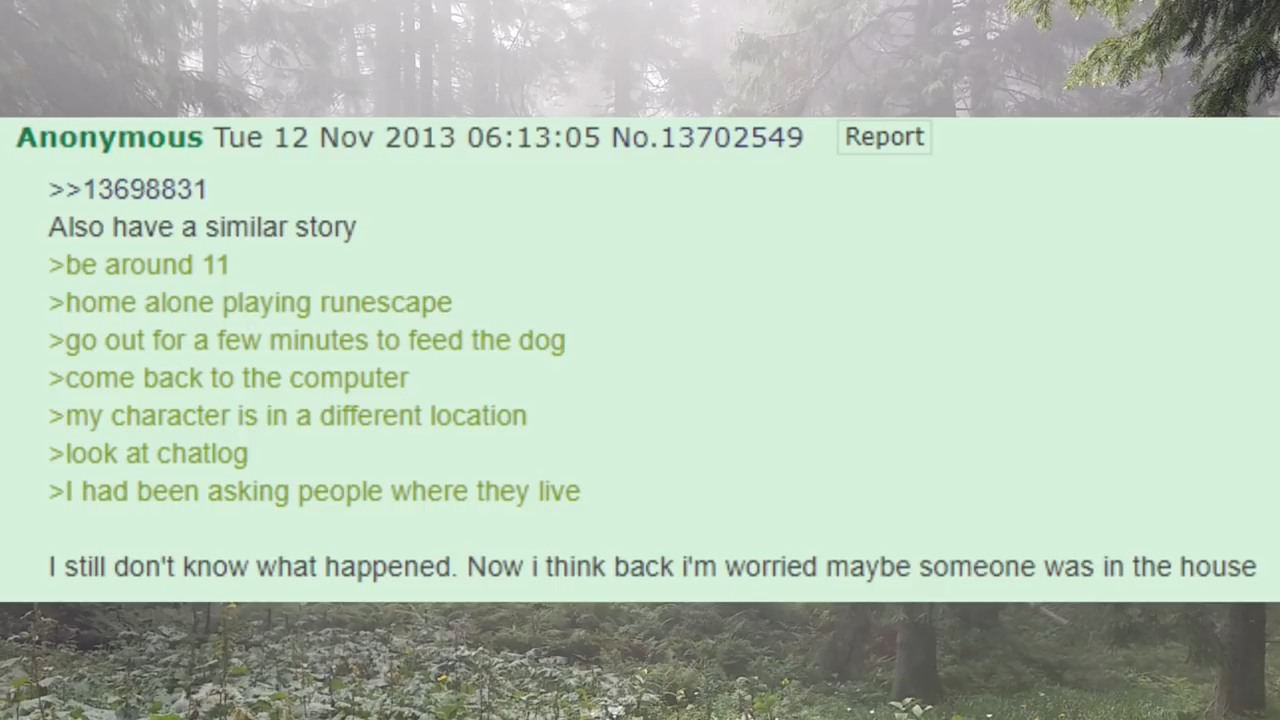 Anonymous Tue 12 Nov 2013 06:13:05 No.13702549 Report
>>13698831
Also have a similar story
>be around 11
>home alone playing runescape
>go out for a few minutes to feed the dog
>come back to the computer
>my character is in a different location
>look at chatlog
>I had been asking people where they live
I still don't know what happened. Now i think back i'm worried maybe someone was in the house